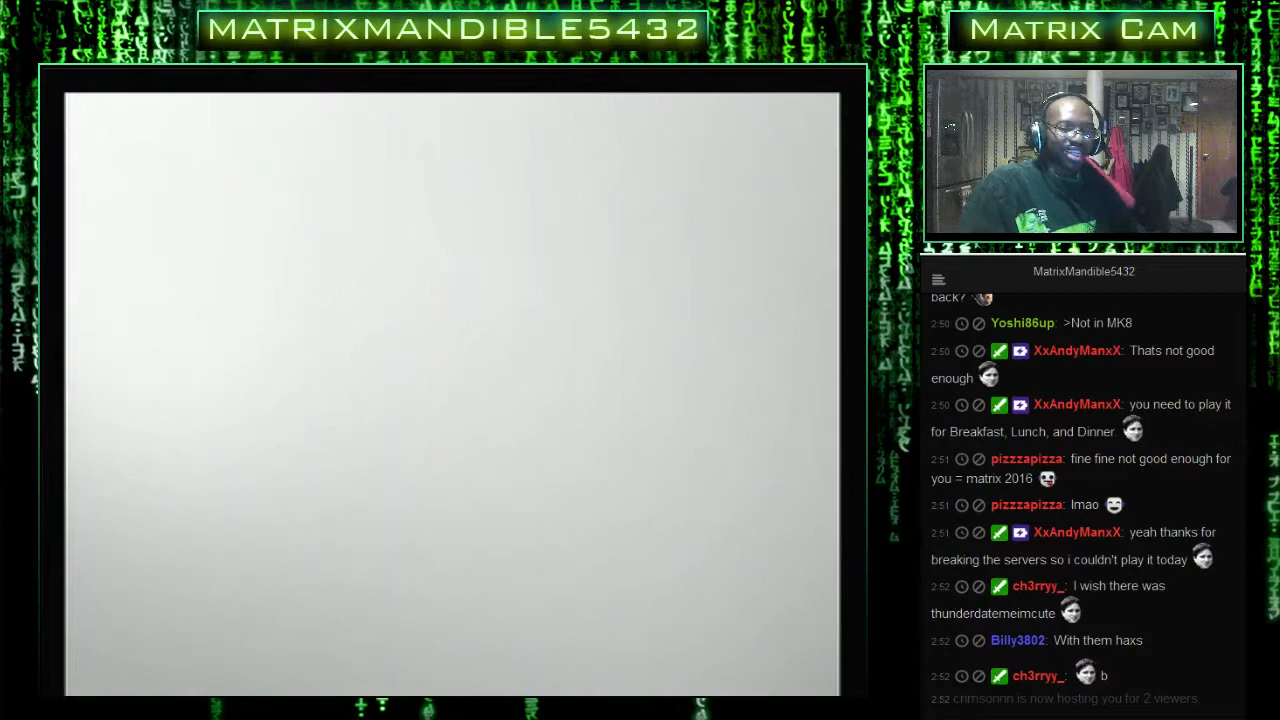 MATRIXMANDIBLE5432
Matrix Cam
MatrixMandible5432
back?
2:50 Yoshi86up: >Not in MK8
2:50 XxAndyManxX: Thats not good
enough
2:50 XxAndyManxX: you need to play it
for Breakfast, Lunch, and Dinner.
2:51 pizzzapizza: fine fine not good enough for
you = matrix 2016
2:51 pizzzapizza: lmao
2:51 XxAndyManxX: yeah thanks for
breaking the servers so i couldn't play it today
2:52 ch3rryy_: I wish there was
thunderdatemeimcute
2:52 Billy3802: With them haxs
2:52 ch3rryy_: b
2:52 crimsonnn is now hosting you for 2 viewers.